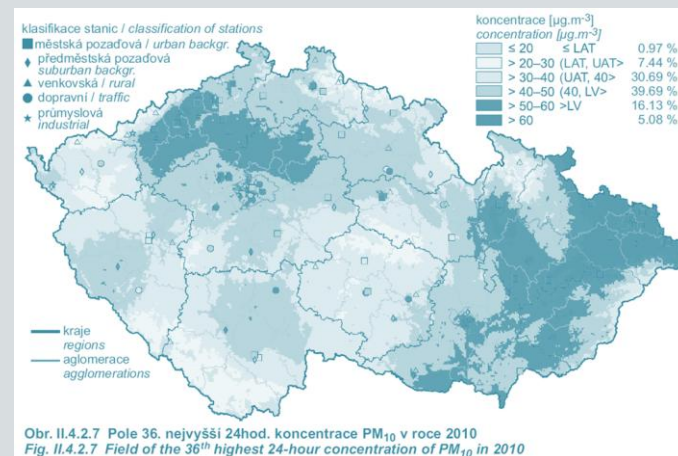 klasifikace stanic / classification of stations
městská pozaďová / urban backgr.
předměstská pozaďová
suburban backgr.
venkovská / rural
dopravní / traffic
průmyslová
industrial
koncentrace [µg.m-³]
concentration [µg.m-³]
≤ 20 ≤ LAT 0.97 %
> 20–30 (LAT, UAT> 7.44 %
> 30–40 (UAT, 40> 30.69 %
> 40–50 (40, LV> 39.69 %
> 50–60 >LV 16.13 %
> 60 5.08 %
kraje
regions
aglomerace
agglomerations
Obr. II.4.2.7 Pole 36. nejvyšší 24hod. koncentrace PM₁₀ v roce 2010
Fig. II.4.2.7 Field of the 36th highest 24-hour concentration of PM₁₀ in 2010